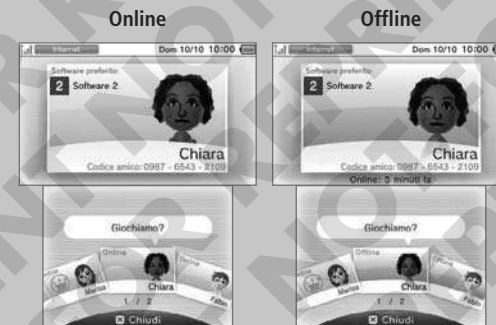 Online
Offline
Internet
Dom 10/10 10:00
Software preferito:
2 Software 2
Chiara
Codice amico: 0987 - 6543 - 2109
Giochiamo?
Online
Marisa
Chiara
Fabio
1 / 2
Chiudi
Internet
Dom 10/10 10:00
Software preferito:
2 Software 2
Chiara
Codice amico: 0987 - 6543 - 2109
Online: 5 minuti fa
Giochiamo?
Offline
Marisa
Chiara
Fabio
1 / 2
Chiudi